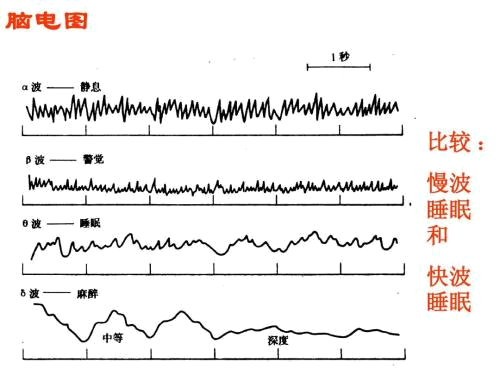 脑电图
1秒
α波 —— 静息
β波 —— 警觉
θ波 —— 睡眠
δ波 —— 麻醉
中等
深度
比较：
慢波
睡眠
和
快波
睡眠